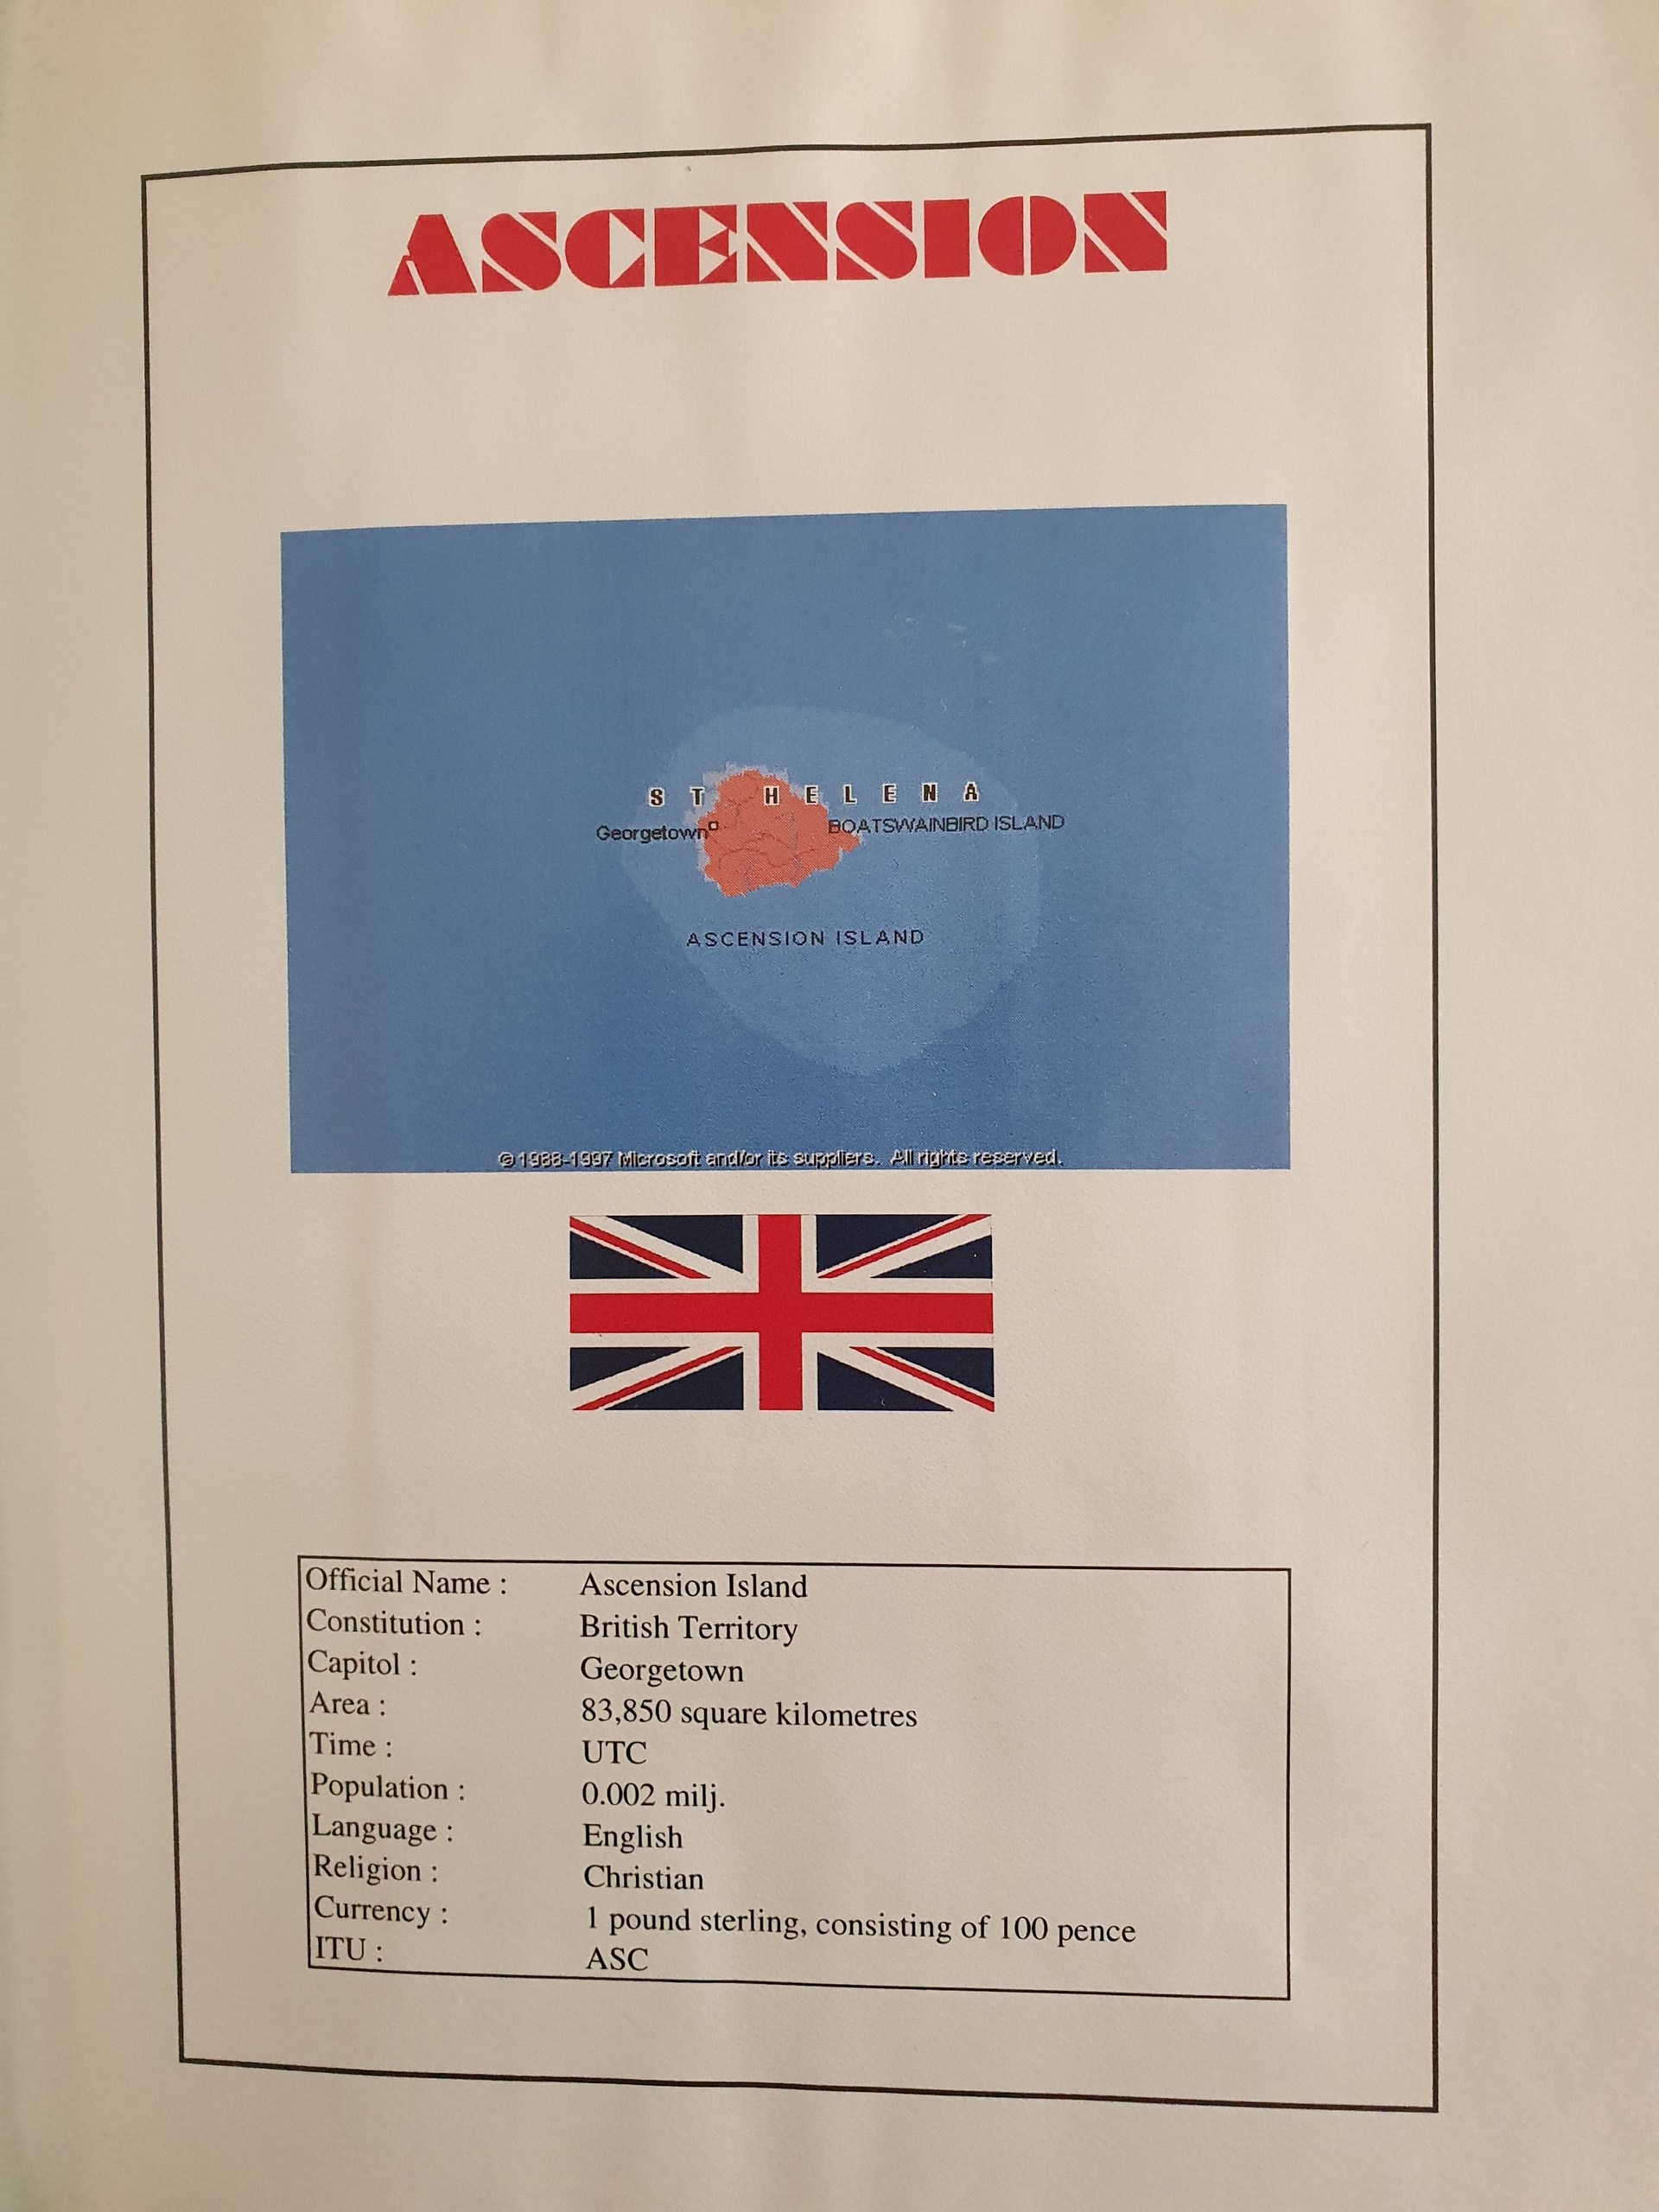 ASCENSION
ST HELENA
Georgetown
BOATSWAINBIRD ISLAND
ASCENSION ISLAND
© 1988-1997 Microsoft and/or its suppliers. All rights reserved.
Official Name : Ascension Island
Constitution : British Territory
Capitol : Georgetown
Area : 83,850 square kilometres
Time : UTC
Population : 0.002 milj.
Language : English
Religion : Christian
Currency : 1 pound sterling, consisting of 100 pence
ITU : ASC